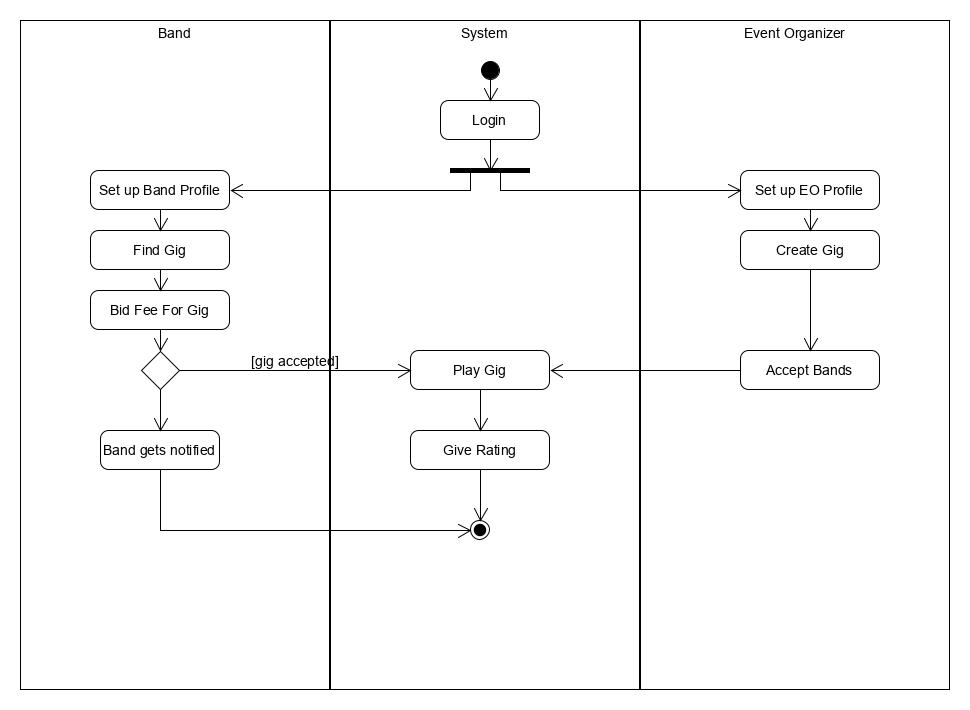 Band
System
Event Organizer
Login
Set up Band Profile
Set up EO Profile
Find Gig
Create Gig
Bid Fee For Gig
[gig accepted]
Play Gig
Accept Bands
Band gets notified
Give Rating